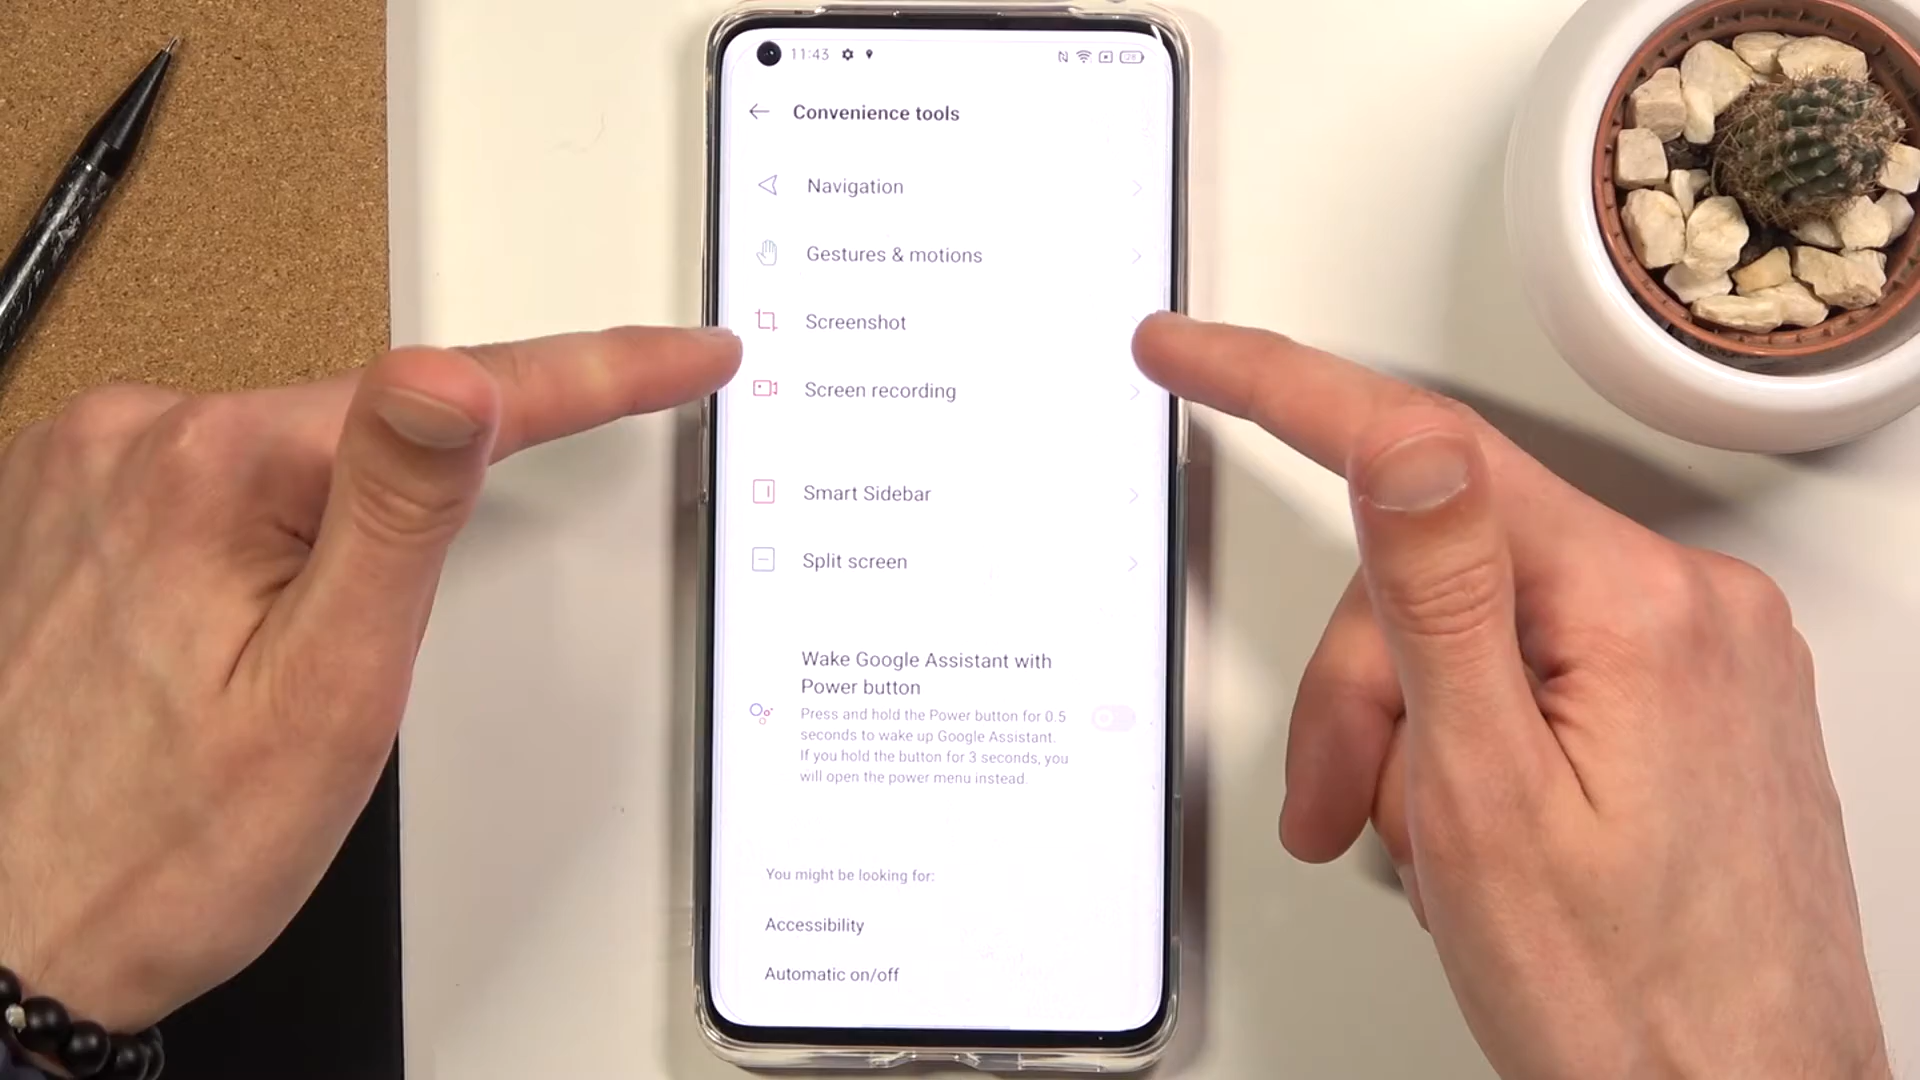 11:43
28
Convenience tools
Navigation
Gestures & motions
Screenshot
Screen recording
Smart Sidebar
Split screen
Wake Google Assistant with
Power button
Press and hold the Power button for 0.5
seconds to wake up Google Assistant.
If you hold the button for 3 seconds, you
will open the power menu instead.
You might be looking for:
Accessibility
Automatic on/off